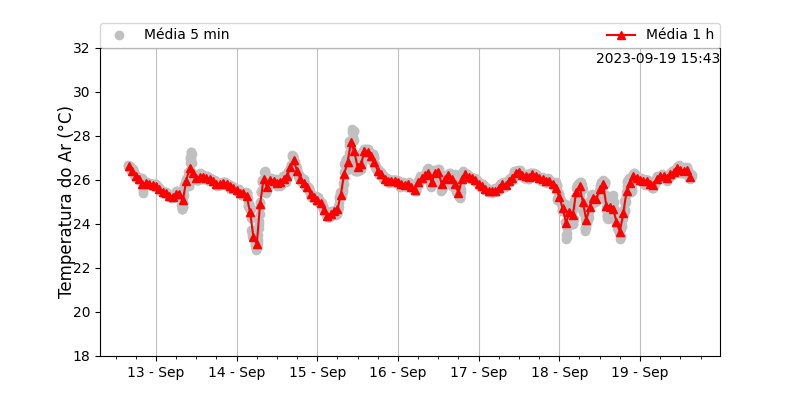 Média 5 min
Média 1 h
2023-09-19 15:43
Temperatura do Ar (°C)
32
30
28
26
24
22
20
18
13 - Sep
14 - Sep
15 - Sep
16 - Sep
17 - Sep
18 - Sep
19 - Sep